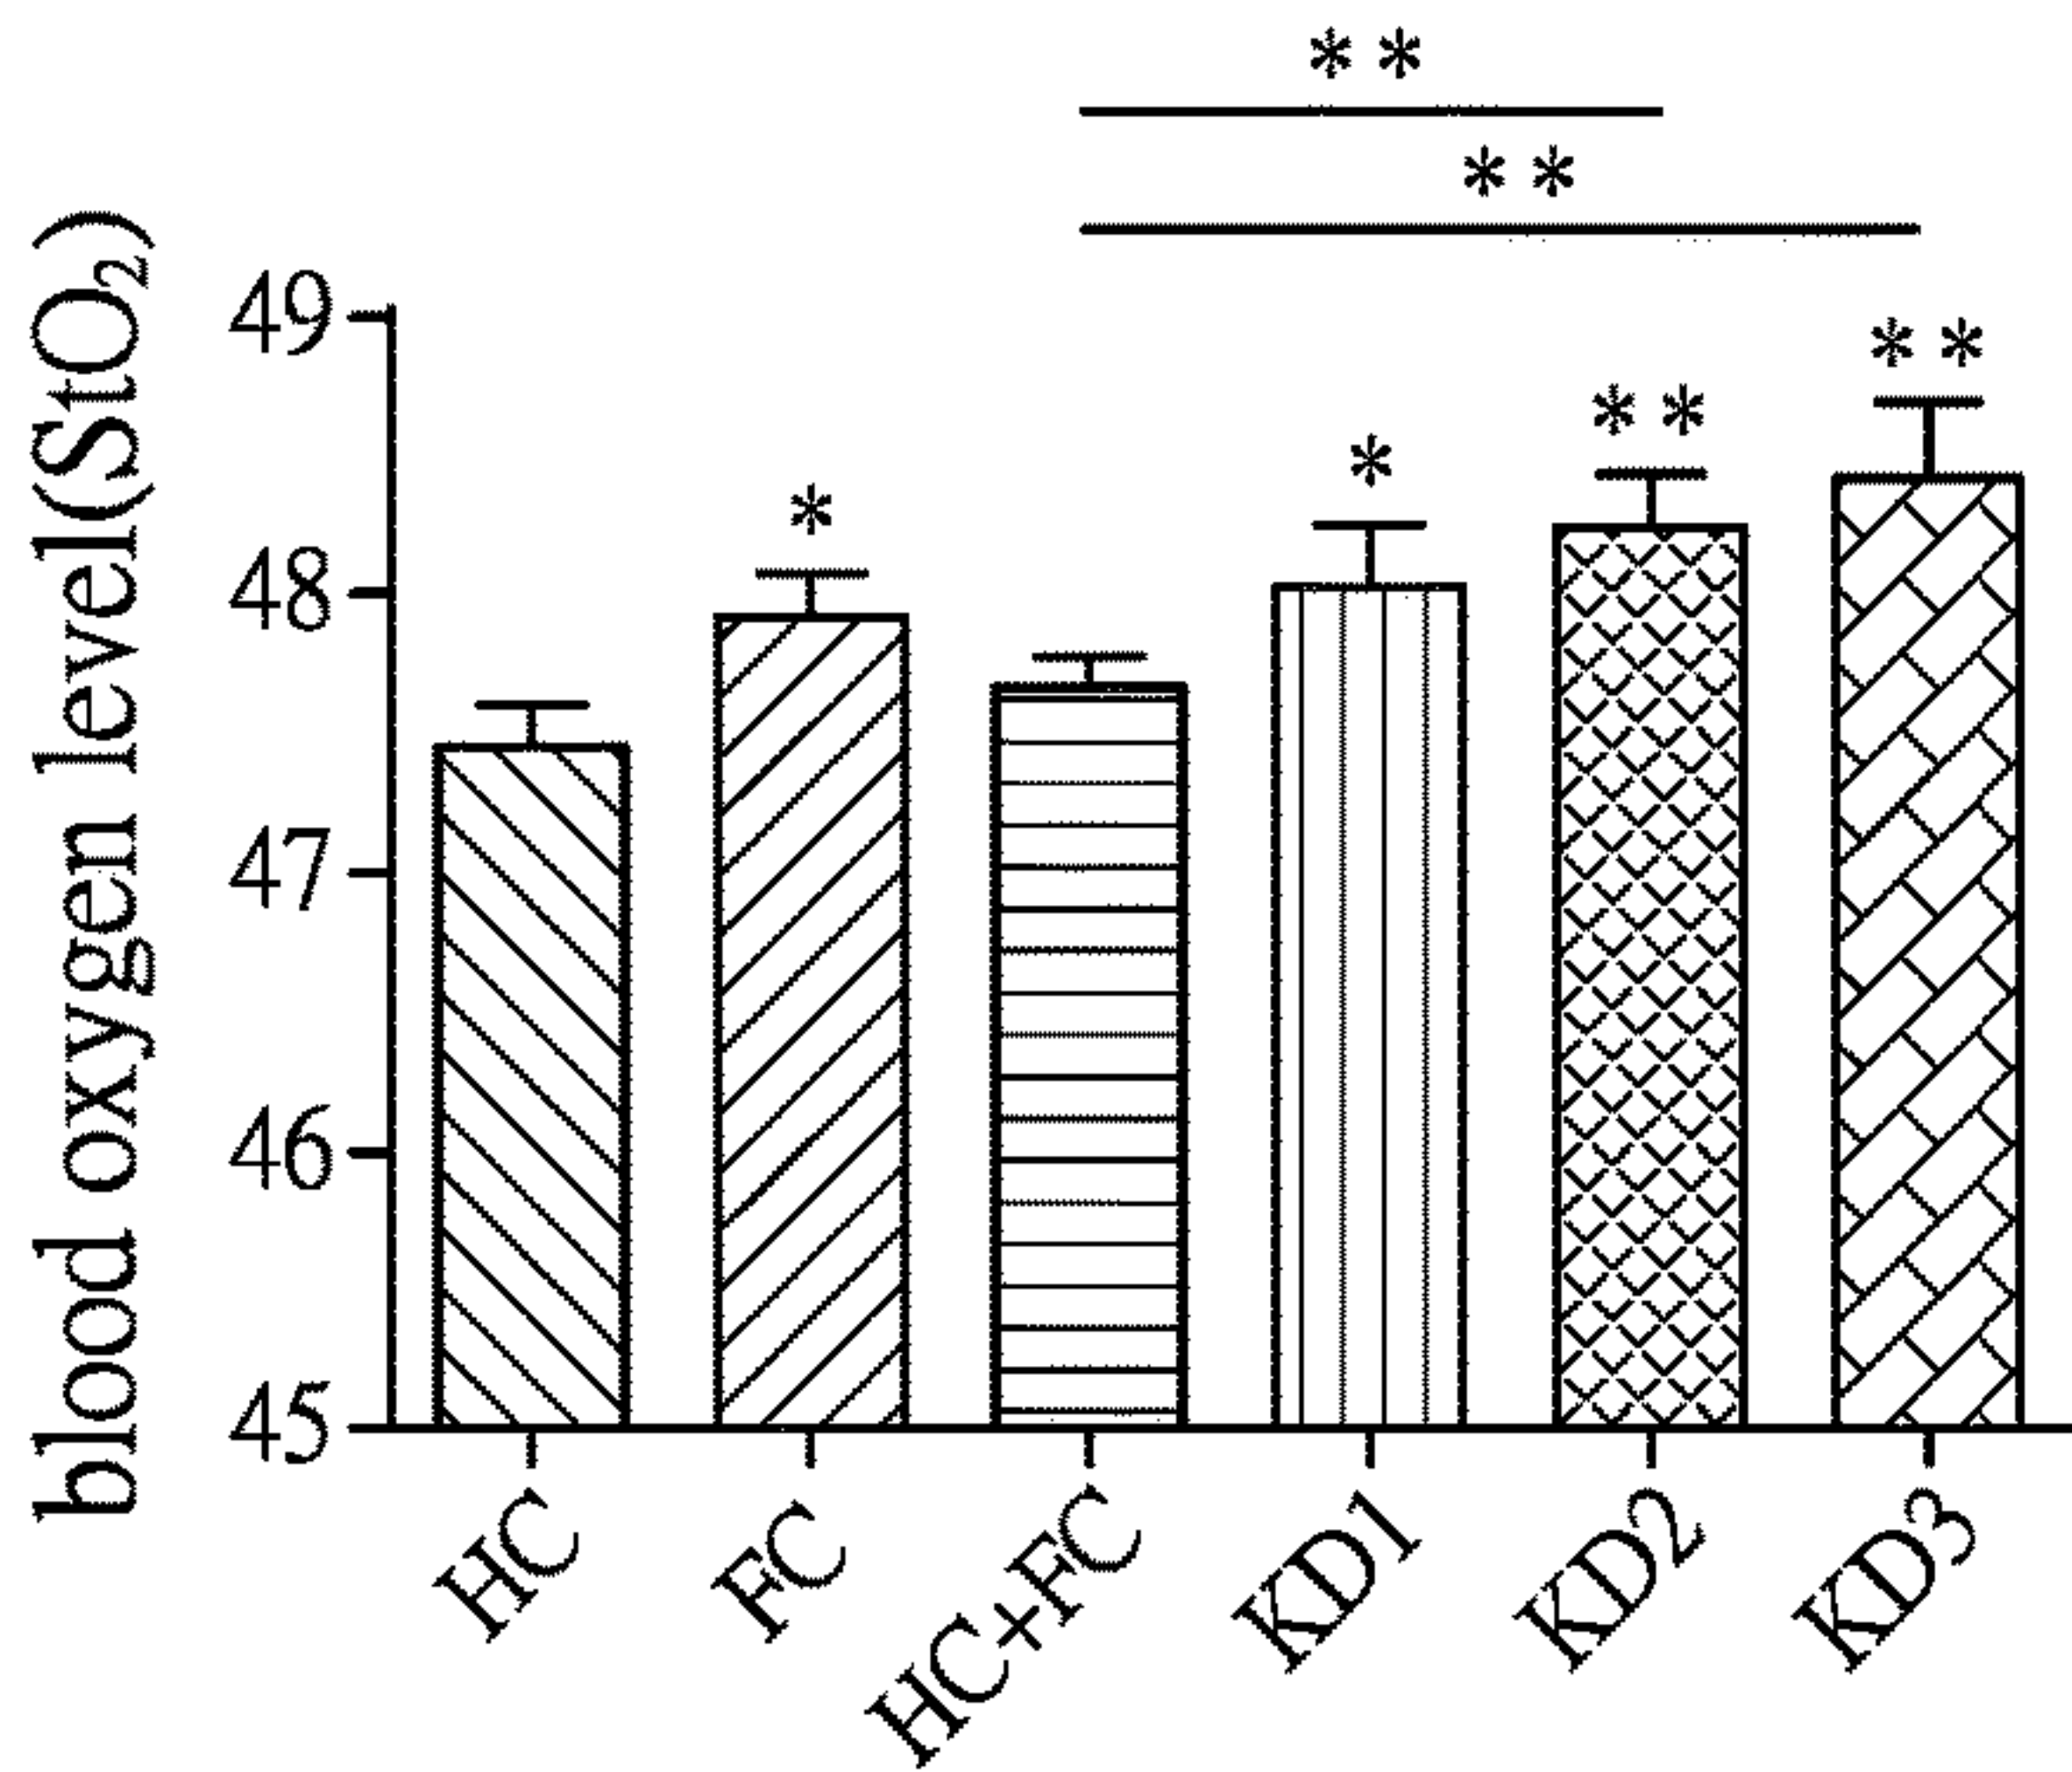 **
**
blood oxygen level(StO₂)
49
48
47
46
45
*
*
**
**
HC
FC
HC+FC
KD1
KD2
KD3